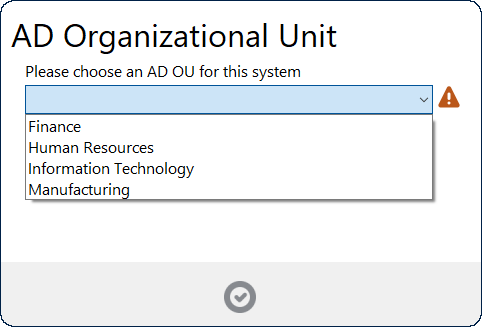 AD Organizational Unit
Please choose an AD OU for this system
Finance
Human Resources
Information Technology
Manufacturing